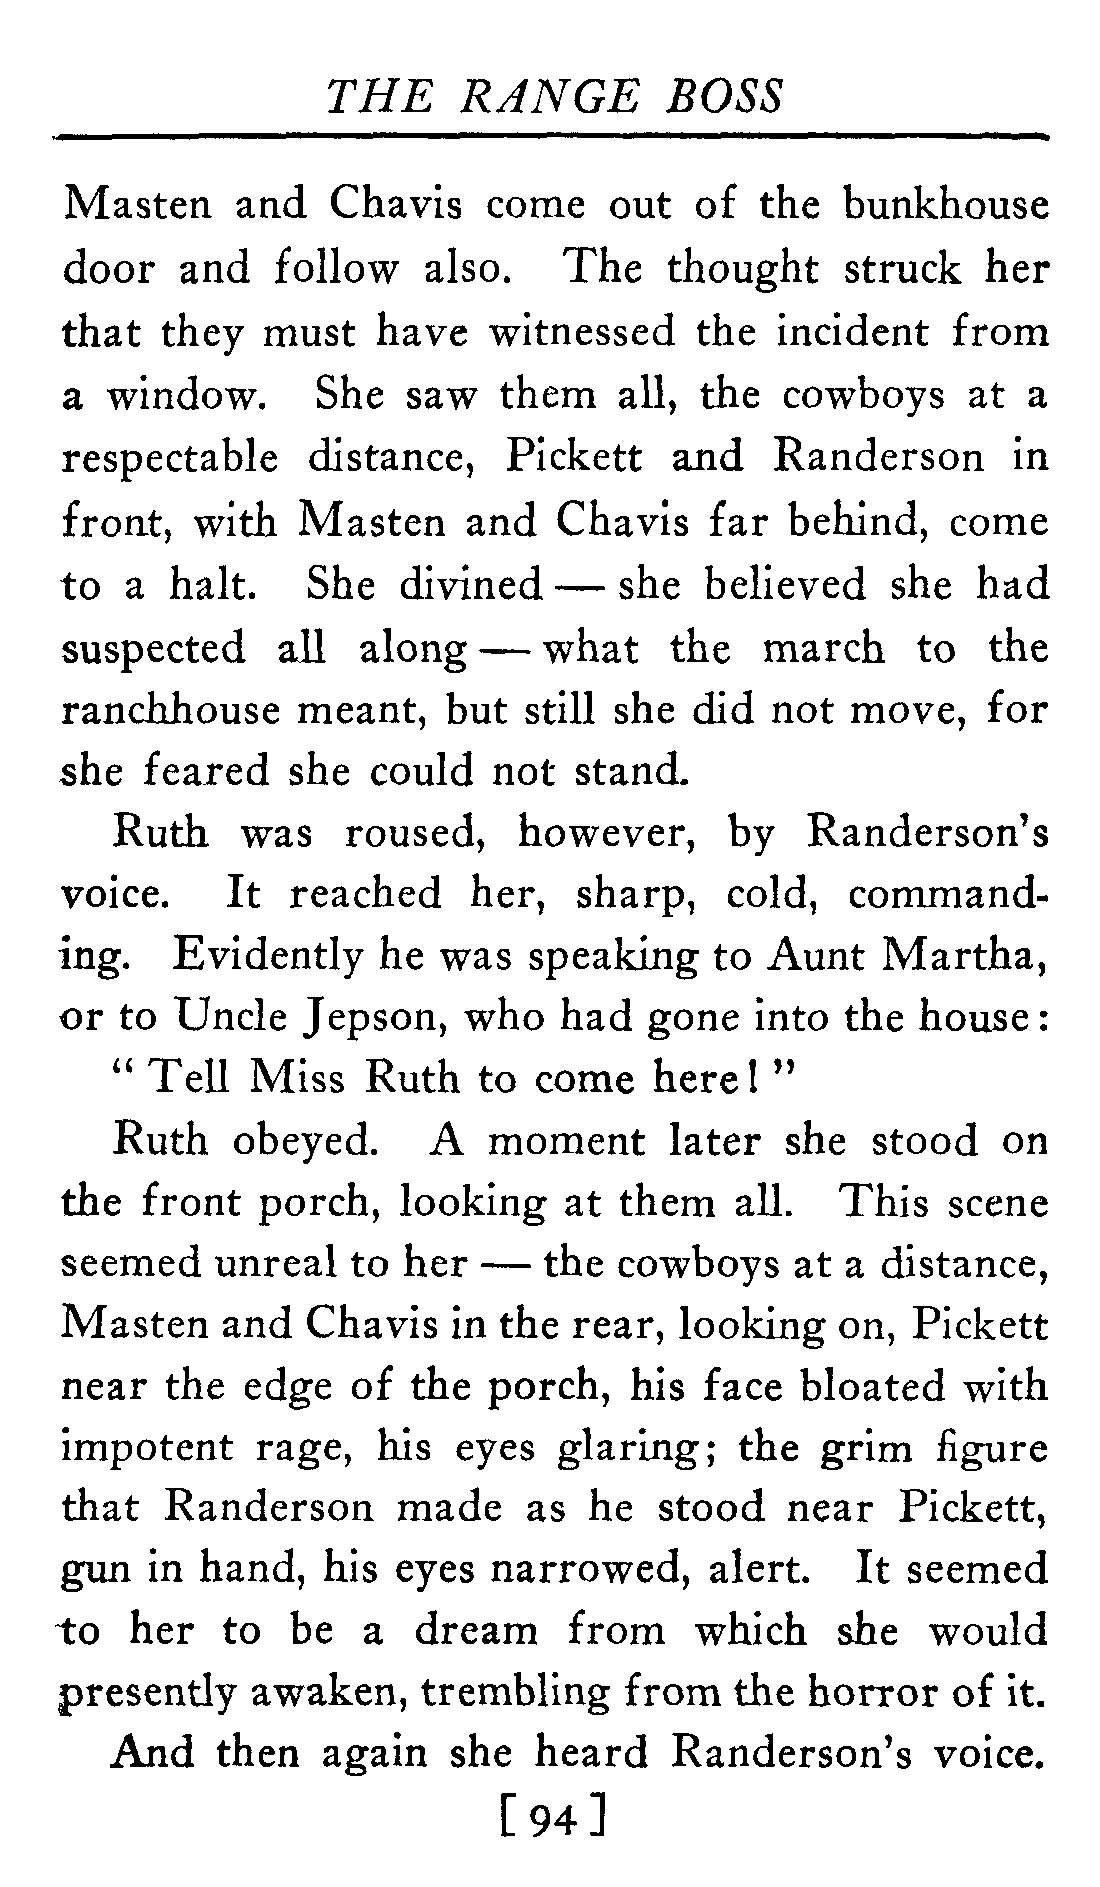 THE RANGE BOSS
Masten and Chavis come out of the bunkhouse
door and follow also. The thought struck her
that they must have witnessed the incident from
a window. She saw them all, the cowboys at a
respectable distance, Pickett and Randerson in
front, with Masten and Chavis far behind, come
to a halt. She divined — she believed she had
suspected all along — what the march to the
ranchhouse meant, but still she did not move, for
she feared she could not stand.
Ruth was roused, however, by Randerson's
voice. It reached her, sharp, cold, command-
ing. Evidently he was speaking to Aunt Martha,
or to Uncle Jepson, who had gone into the house:
" Tell Miss Ruth to come here! "
Ruth obeyed. A moment later she stood on
the front porch, looking at them all. This scene
seemed unreal to her — the cowboys at a distance,
Masten and Chavis in the rear, looking on, Pickett
near the edge of the porch, his face bloated with
impotent rage, his eyes glaring; the grim figure
that Randerson made as he stood near Pickett,
gun in hand, his eyes narrowed, alert. It seemed
to her to be a dream from which she would
presently awaken, trembling from the horror of it.
And then again she heard Randerson's voice.
[ 94 ]